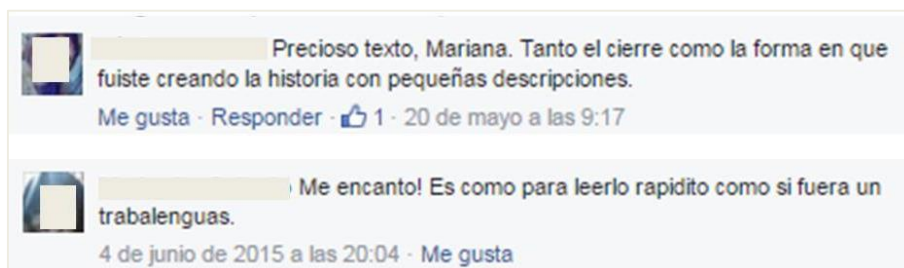 Precioso texto, Mariana. Tanto el cierre como la forma en que
fuiste creando la historia con pequeñas descripciones.
Me gusta · Responder · 1 · 20 de mayo a las 9:17
Me encanto! Es como para leerlo rapidito como si fuera un
trabalenguas.
4 de junio de 2015 a las 20:04 · Me gusta